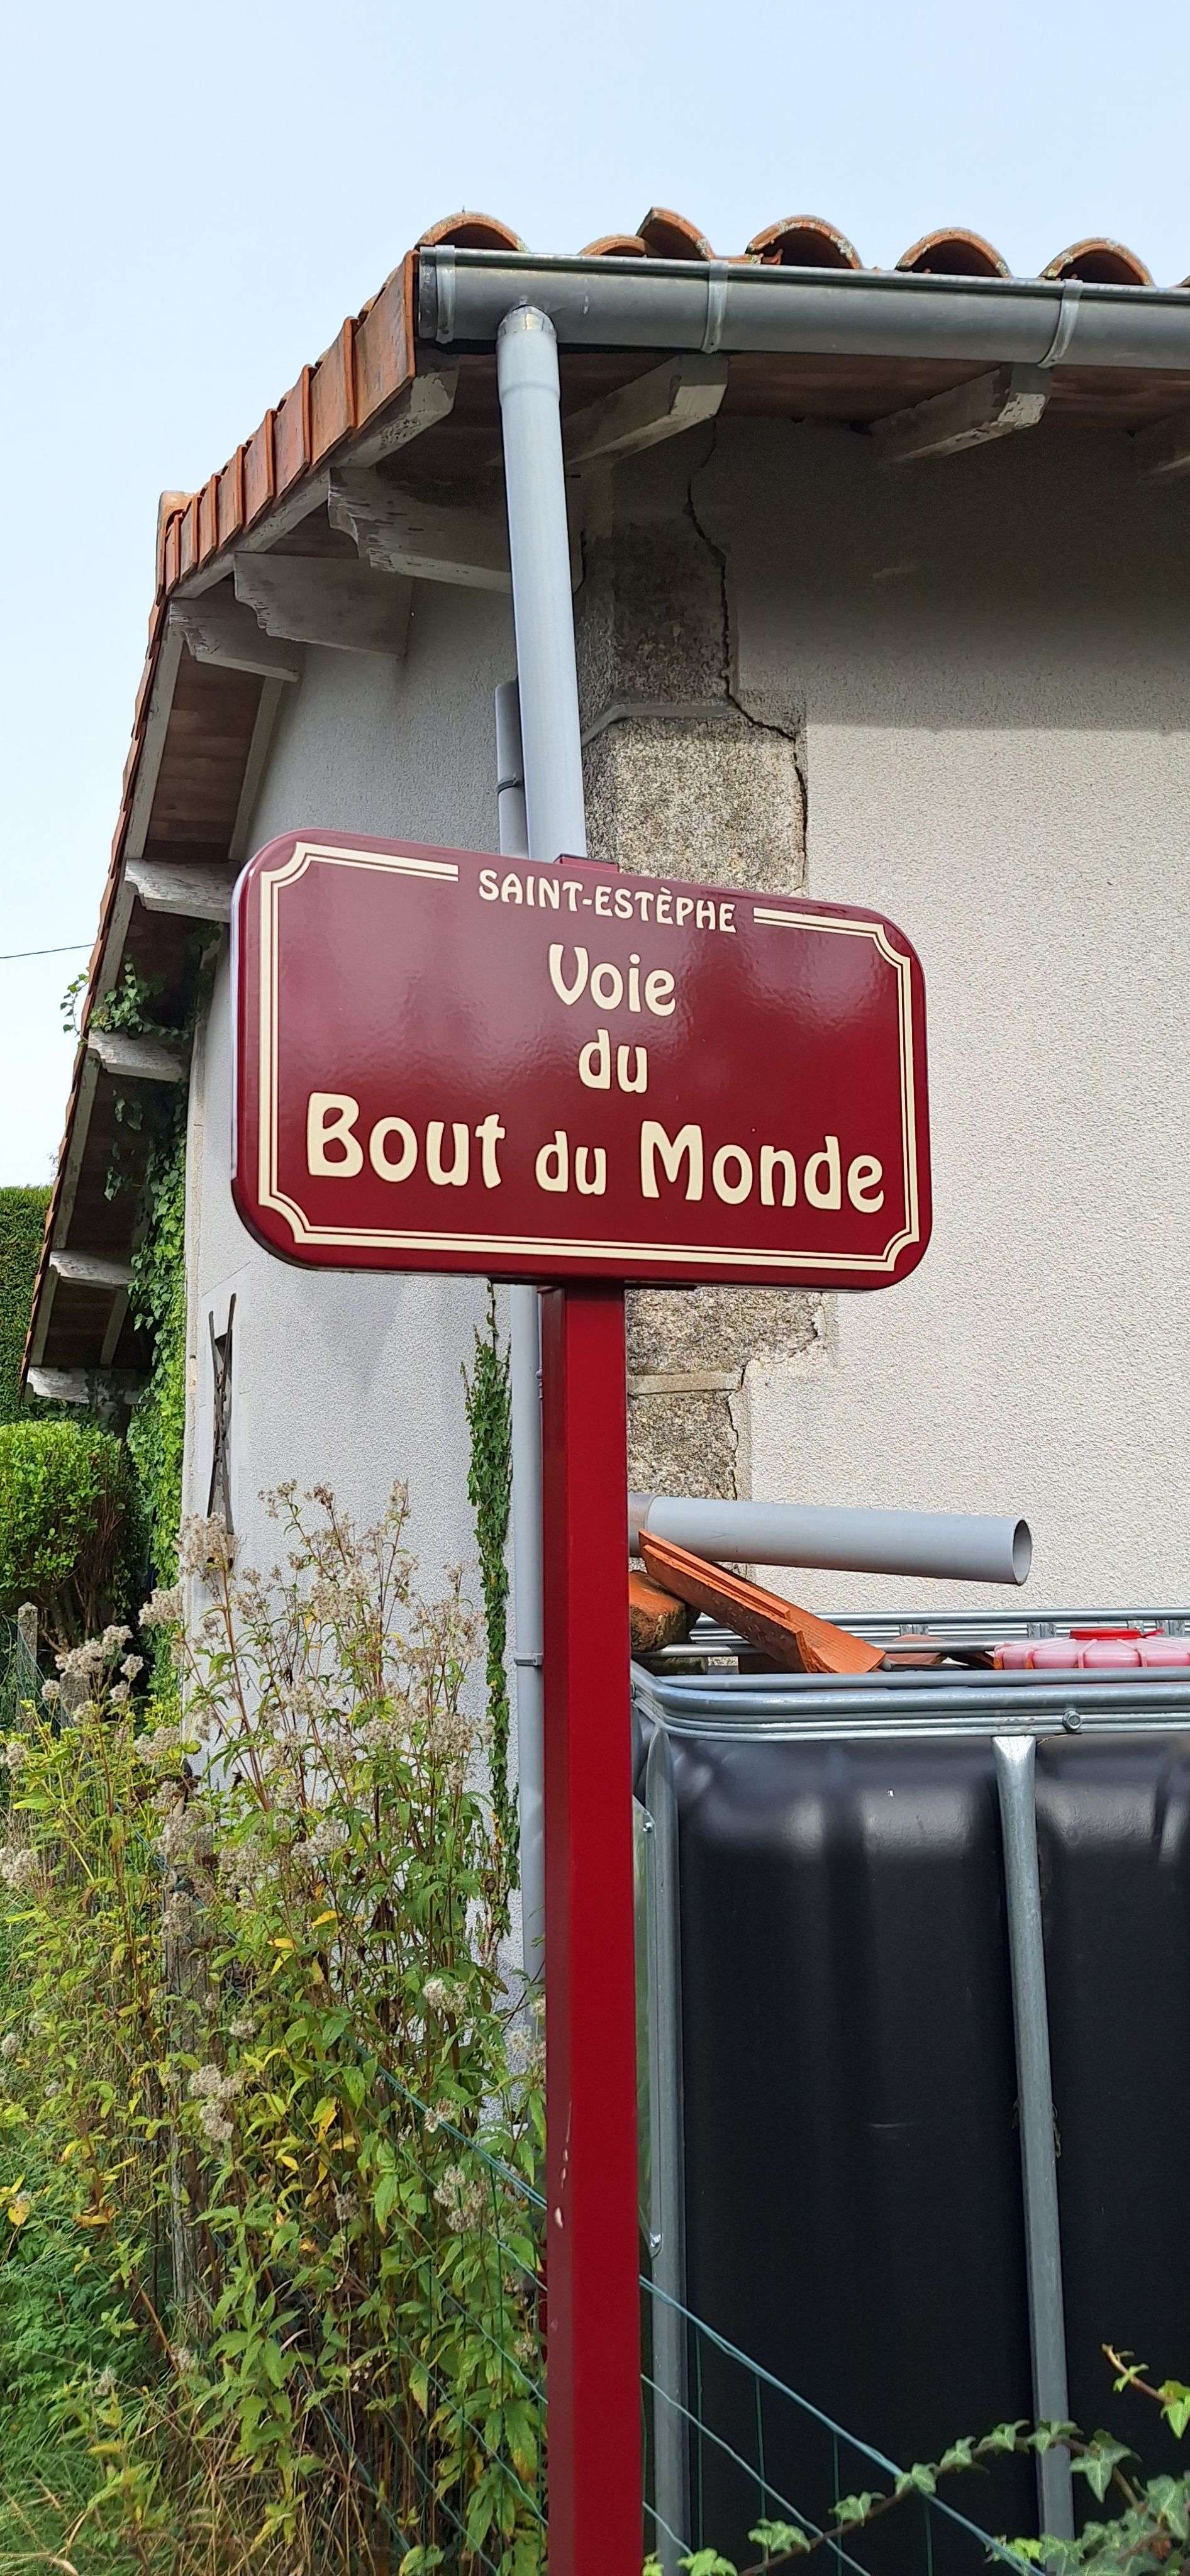 SAINT-ESTÈPHE
Voie
du
Bout du Monde